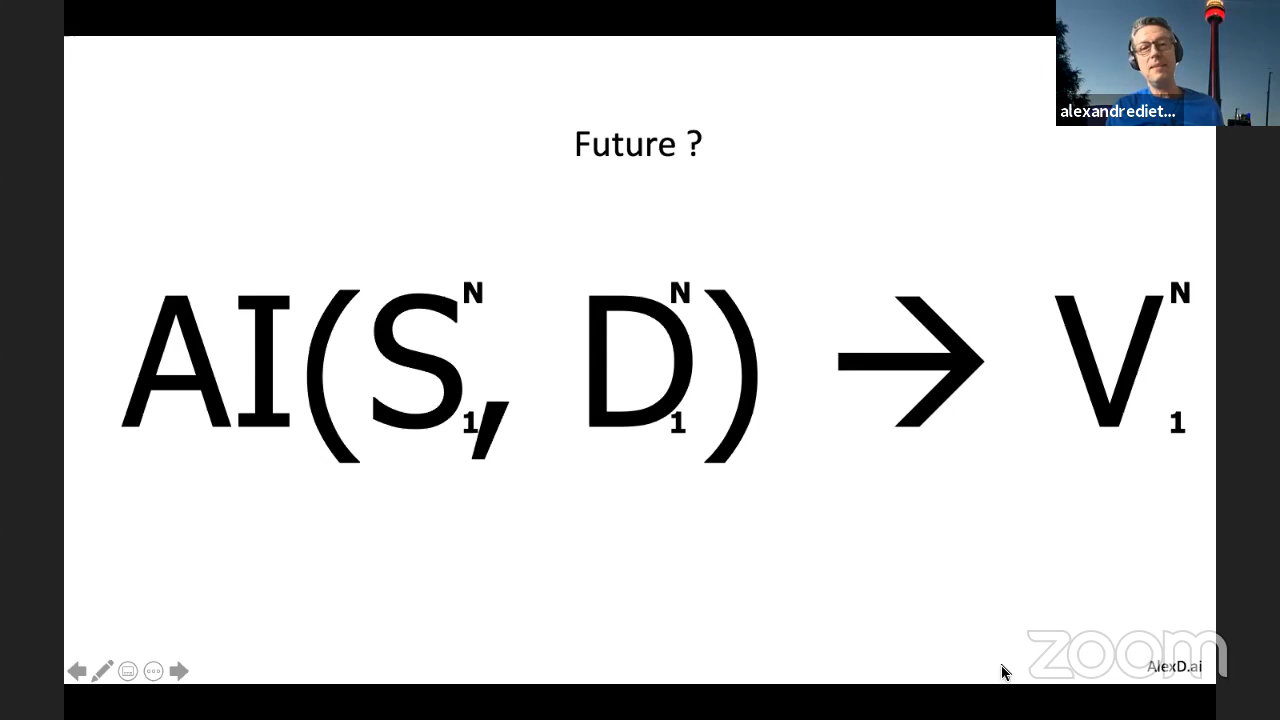 alexandrediet...
Future ?
AI(S₁ᴺ, D₁ᴺ) → V₁ᴺ
zoom
AlexD.ai